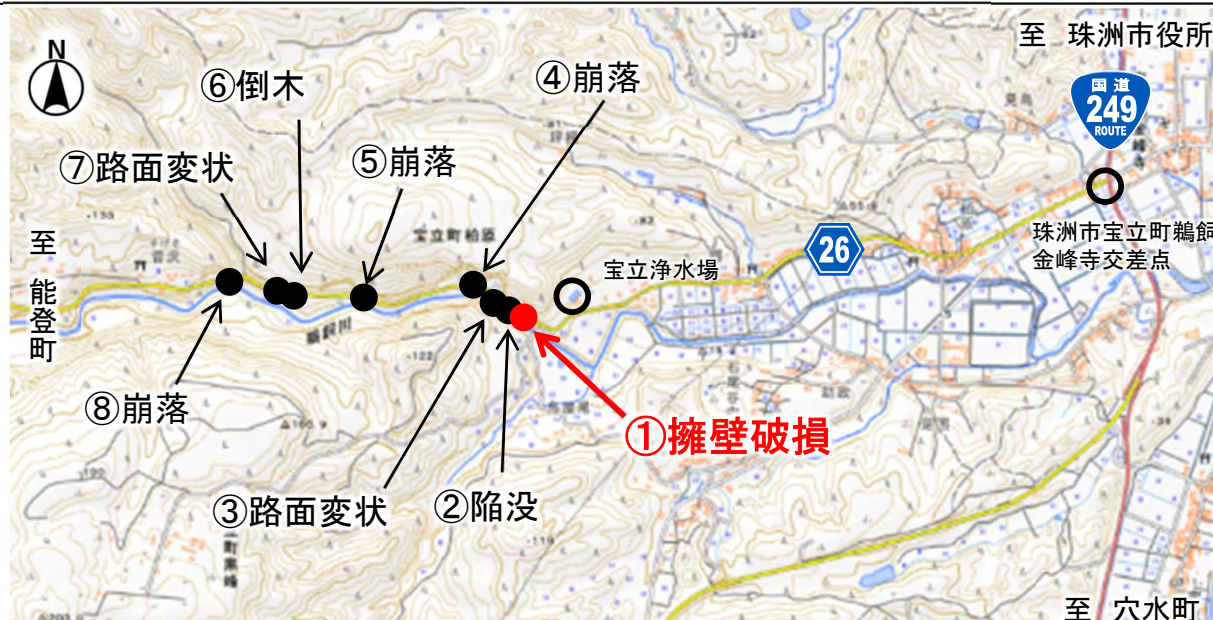 至 珠洲市役所
N
国道
249
ROUTE
⑥倒木
④崩落
⑦路面変状
⑤崩落
至 能登町
宝立町柏原
宝立浄水場
26
珠洲市宝立町鵜飼
金峰寺交差点
⑧崩落
①擁壁破損
③路面変状
②陥没
至 穴水町